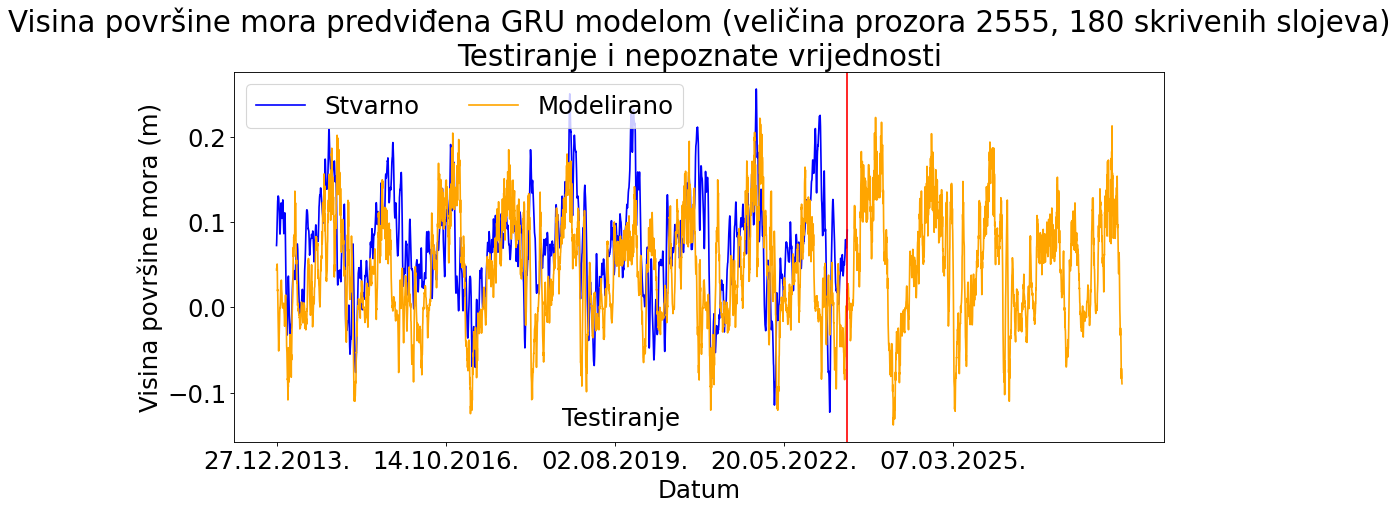 Visina površine mora predviđena GRU modelom (veličina prozora 2555, 180 skrivenih slojeva)
Testiranje i nepoznate vrijednosti
Stvarno
Modelirano
Visina površine mora (m)
0.2
0.1
0.0
−0.1
Testiranje
27.12.2013.
14.10.2016.
02.08.2019.
20.05.2022.
07.03.2025.
Datum